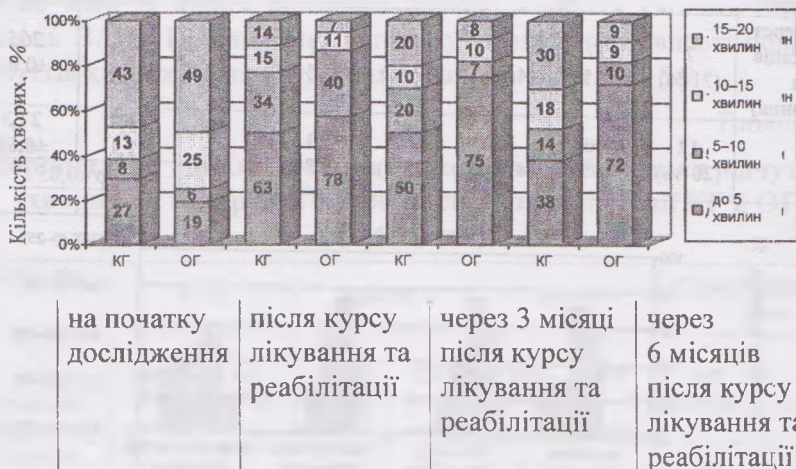 Кількість хворих, %
100%
80%
60%
40%
20%
0%
43 13 8 27
49 25 6 19
14 15 34 63
7 11 40 78
20 10 20 50
8 10 7 75
30 18 14 38
9 9 10 72
КГ ОГ КГ ОГ КГ ОГ КГ ОГ
15–20
хвилин
10–15
хвилин
5–10
хвилин
до 5
хвилин
на початку
дослідження
після курсу
лікування та
реабілітації
через 3 місяці
після курсу
лікування та
реабілітації
через
6 місяців
після курсу
лікування та
реабілітації